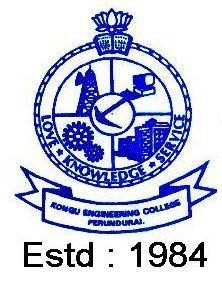 LOVE ★ KNOWLEDGE ★ SERVICE
KONGU ENGINEERING COLLEGE
PERUNDURAI.
Estd : 1984